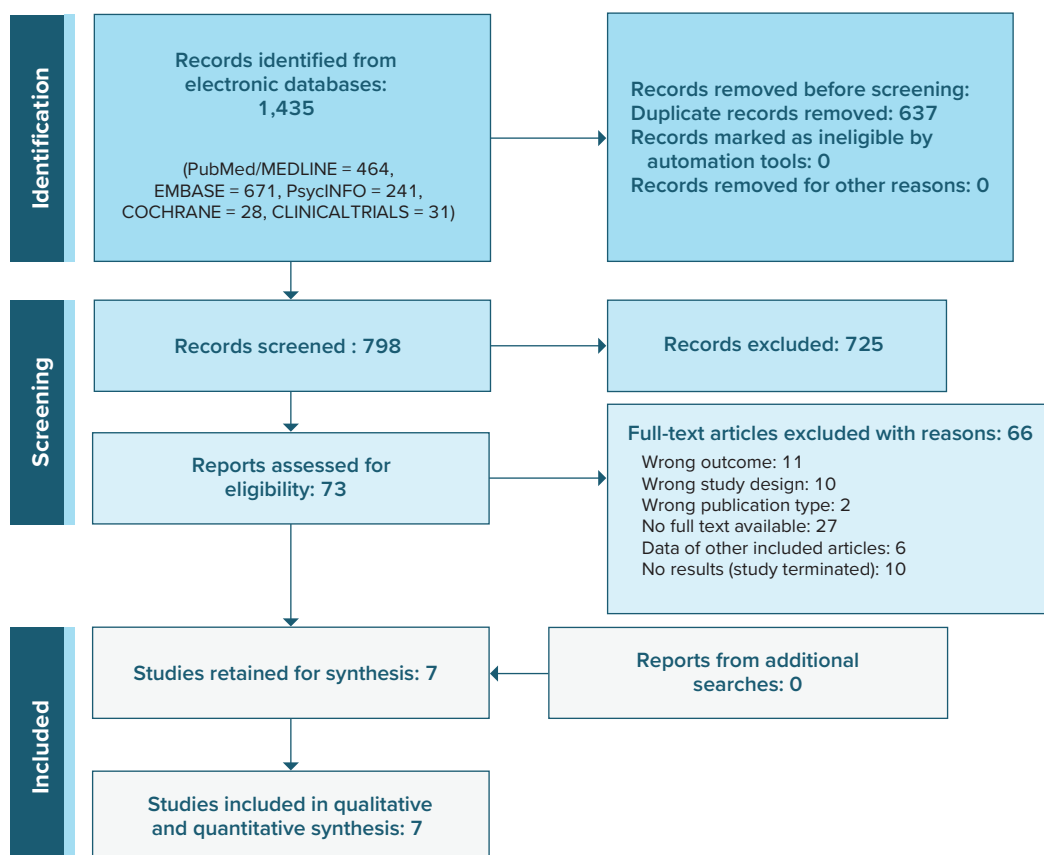 Identification
Records identified from
electronic databases:
1,435
(PubMed/MEDLINE = 464,
EMBASE = 671, PsycINFO = 241,
COCHRANE = 28, CLINICALTRIALS = 31)
Records removed before screening:
Duplicate records removed: 637
Records marked as ineligible by
automation tools: 0
Records removed for other reasons: 0
Screening
Records screened : 798
Records excluded: 725
Reports assessed for
eligibility: 73
Full-text articles excluded with reasons: 66
Wrong outcome: 11
Wrong study design: 10
Wrong publication type: 2
No full text available: 27
Data of other included articles: 6
No results (study terminated): 10
Included
Studies retained for synthesis: 7
Reports from additional
searches: 0
Studies included in qualitative
and quantitative synthesis: 7